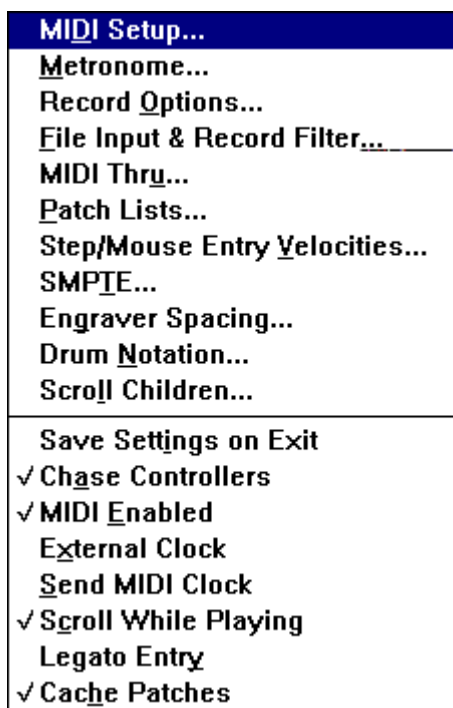 MIDI Setup...
Metronome...
Record Options...
File Input & Record Filter...
MIDI Thru...
Patch Lists...
Step/Mouse Entry Velocities...
SMPTE...
Engraver Spacing...
Drum Notation...
Scroll Children...
Save Settings on Exit
✓ Chase Controllers
✓ MIDI Enabled
External Clock
Send MIDI Clock
✓ Scroll While Playing
Legato Entry
✓ Cache Patches